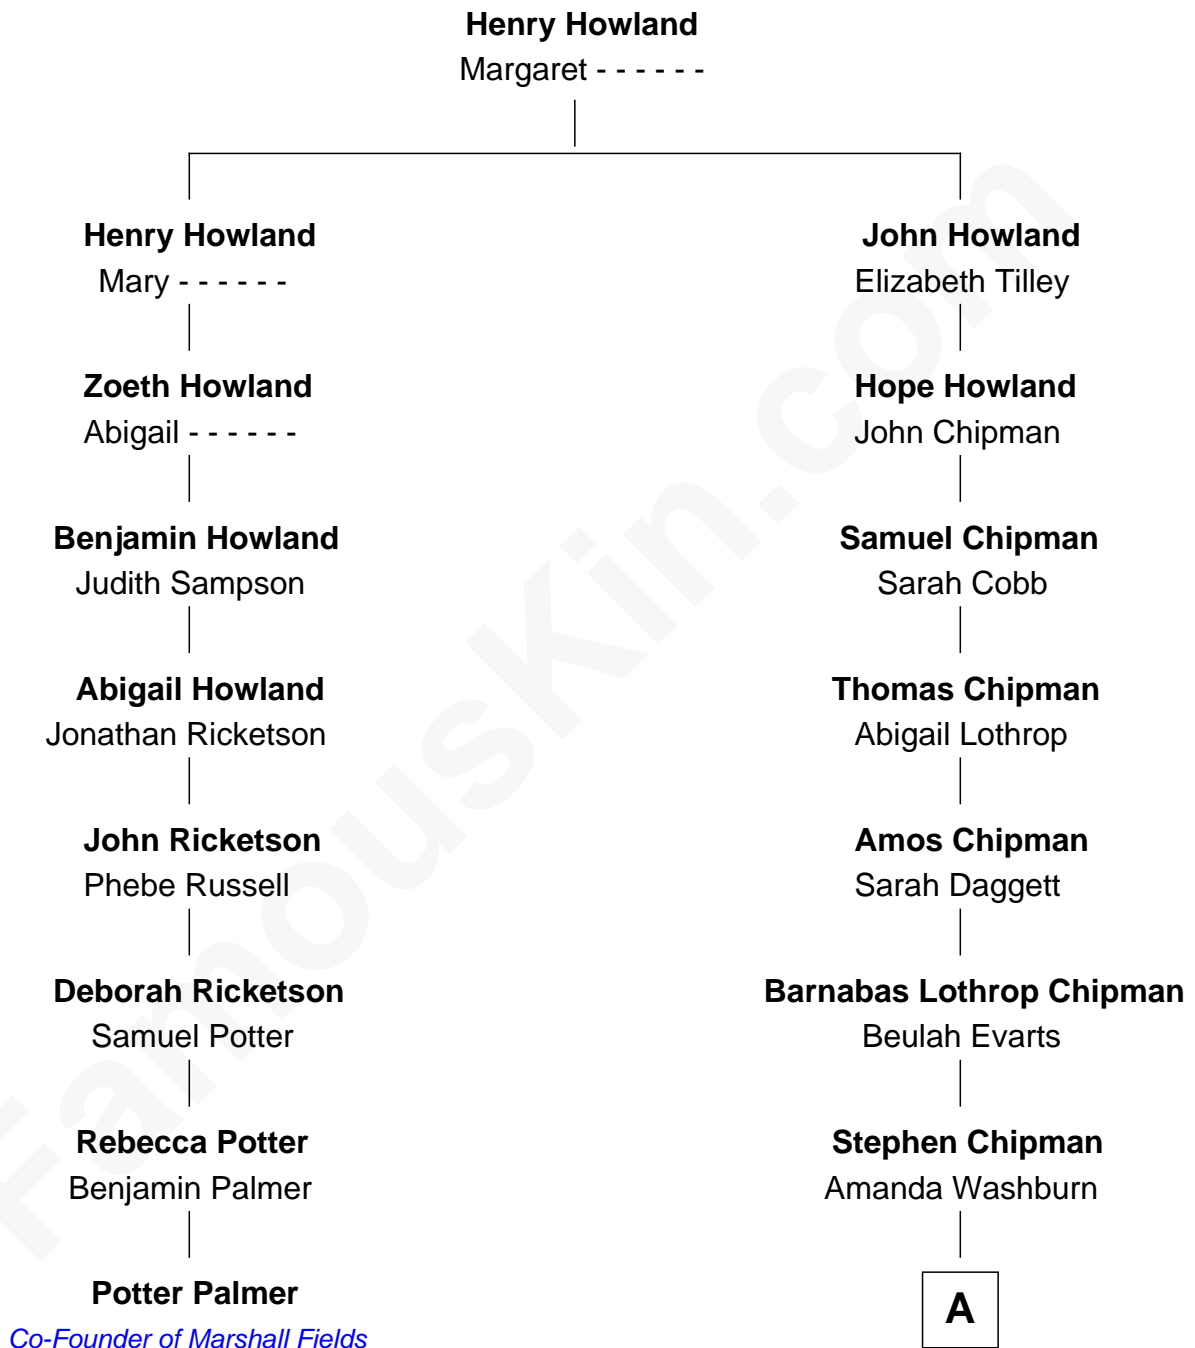 Henry Howland
Margaret - - - - - -
Henry Howland
Mary - - - - - -
Zoeth Howland
Abigail - - - - - -
Benjamin Howland
Judith Sampson
Abigail Howland
Jonathan Ricketson
John Ricketson
Phebe Russell
Deborah Ricketson
Samuel Potter
Rebecca Potter
Benjamin Palmer
Potter Palmer
Co-Founder of Marshall Fields
John Howland
Elizabeth Tilley
Hope Howland
John Chipman
Samuel Chipman
Sarah Cobb
Thomas Chipman
Abigail Lothrop
Amos Chipman
Sarah Daggett
Barnabas Lothrop Chipman
Beulah Evarts
Stephen Chipman
Amanda Washburn
A
FamousKin.com